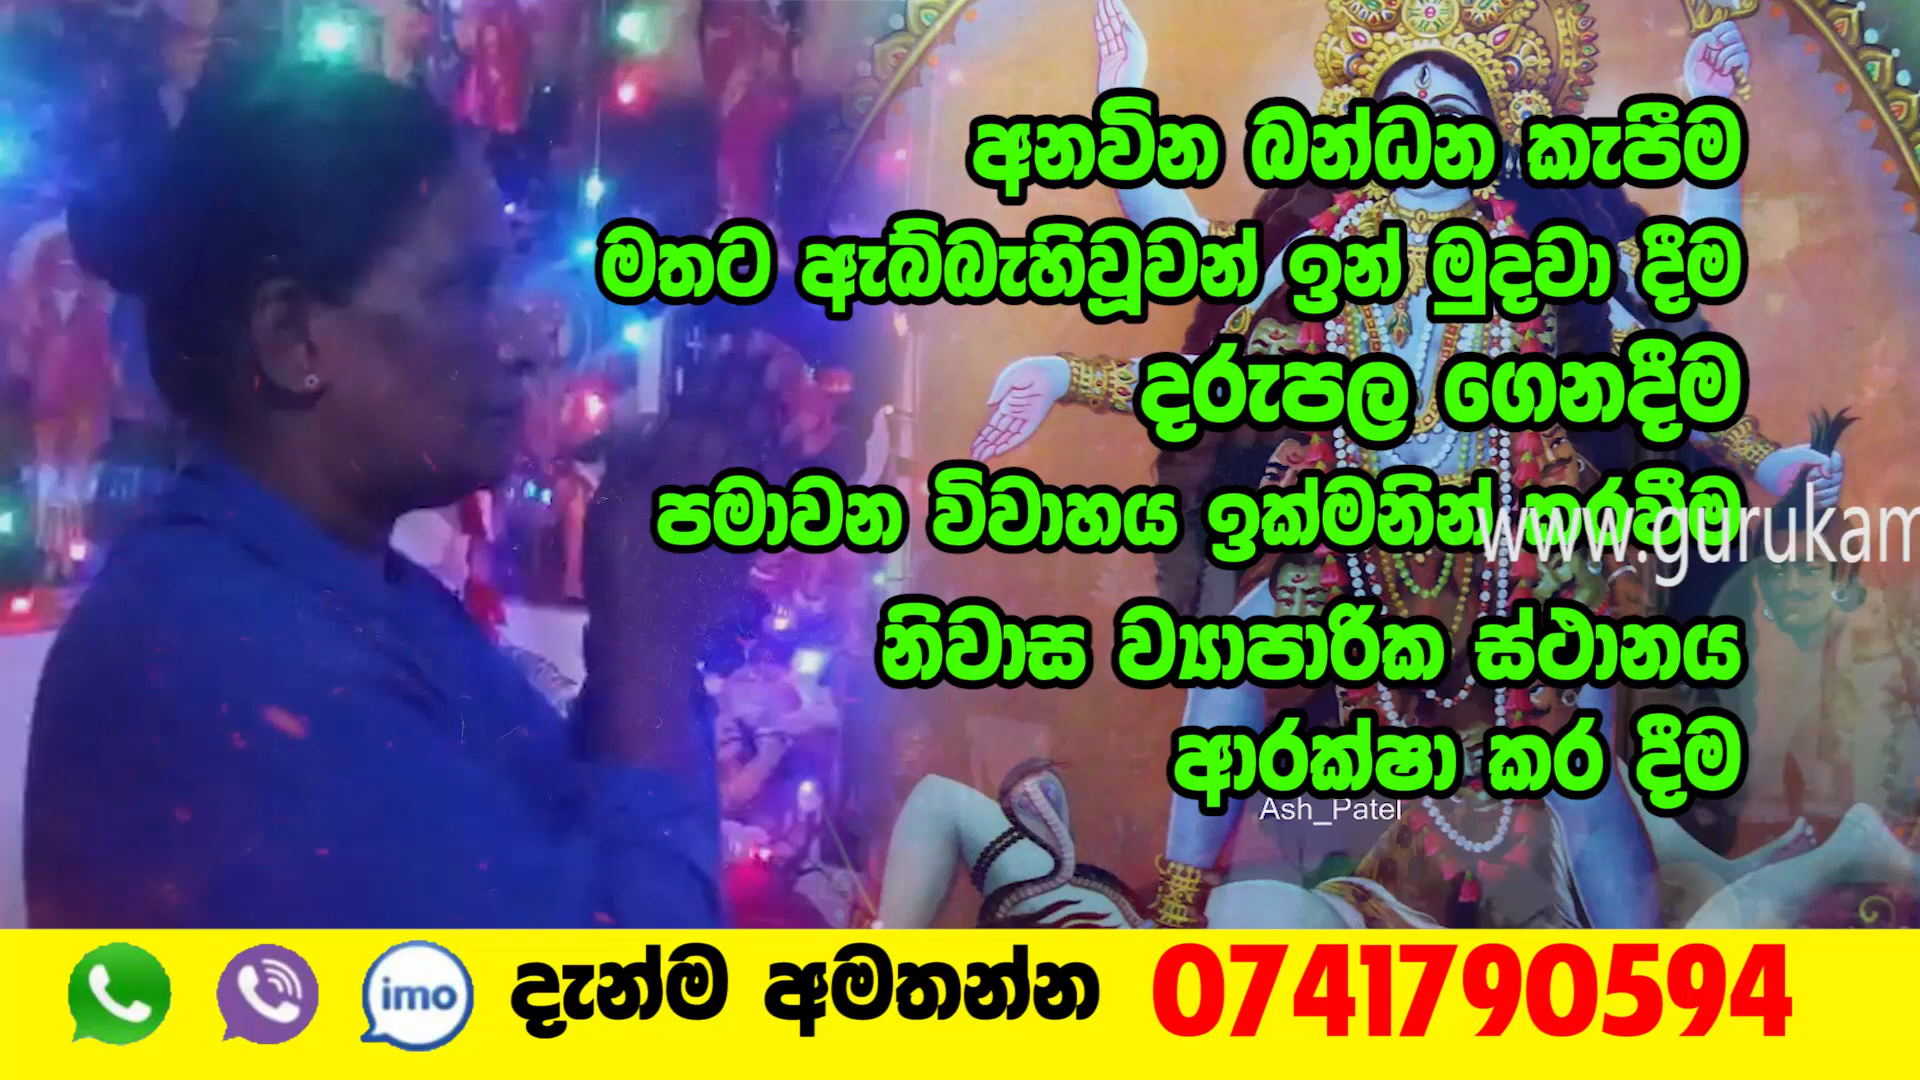 අනවින බන්ධන කැපීම
මතට ඇබ්බැහිවූවන් ඉන් මුදවා දීම
දරුපල ගෙනදීම
පමාවන විවාහය ඉක්මනින්
www.gurukam
නිවාස ව්‍යාපාරික ස්ථානය
ආරක්ෂා කර දීම
Ash_Patel
imo දැන්ම අමතන්න 0741790594